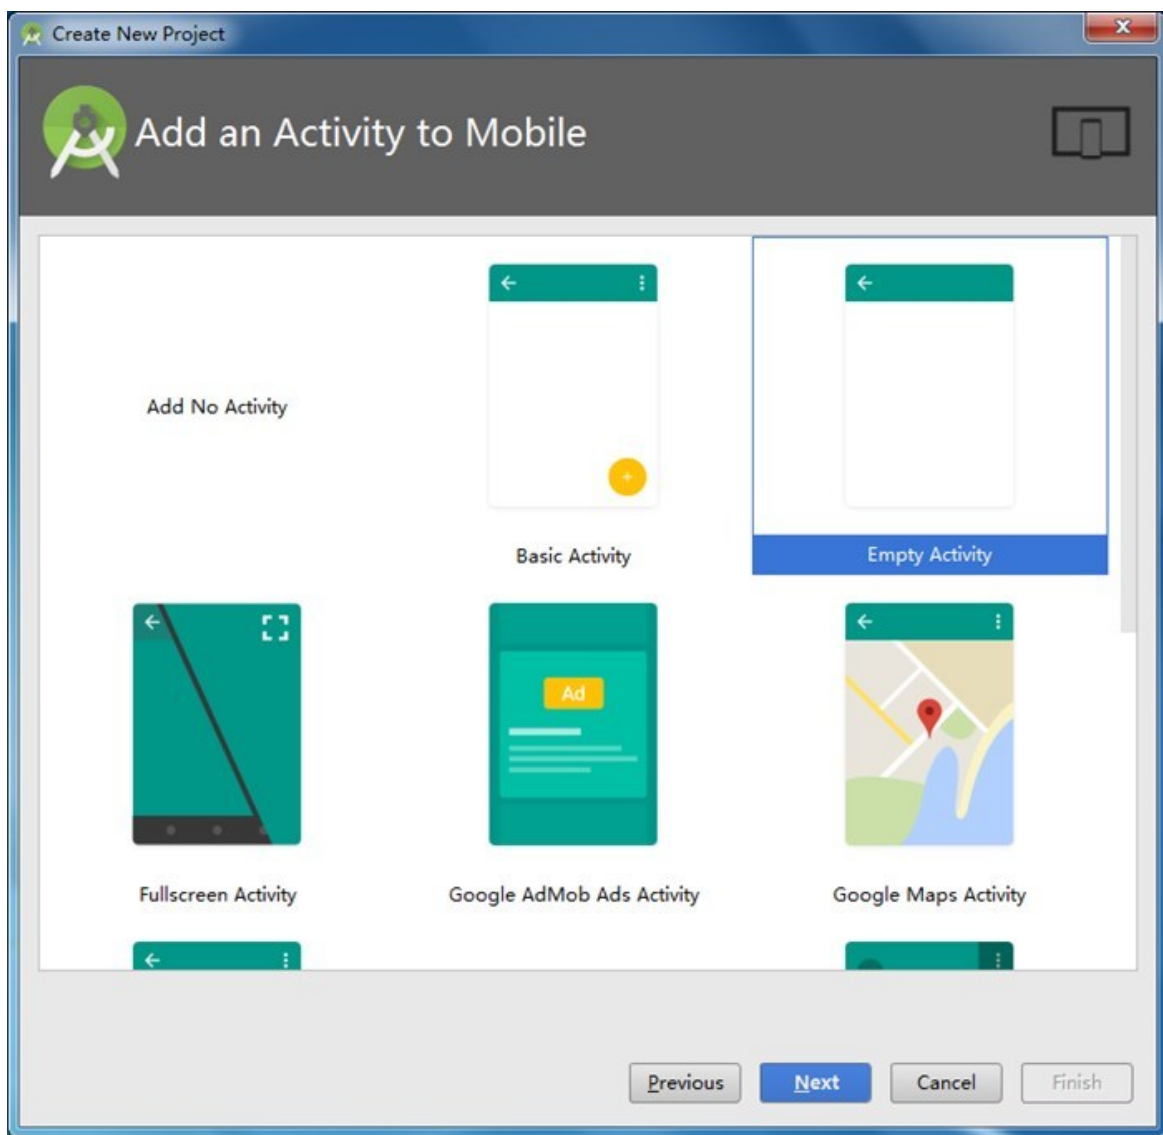 Create New Project
Add an Activity to Mobile
Add No Activity
Basic Activity
Empty Activity
Ad
Fullscreen Activity
Google AdMob Ads Activity
Google Maps Activity
Previous
Next
Cancel
Finish